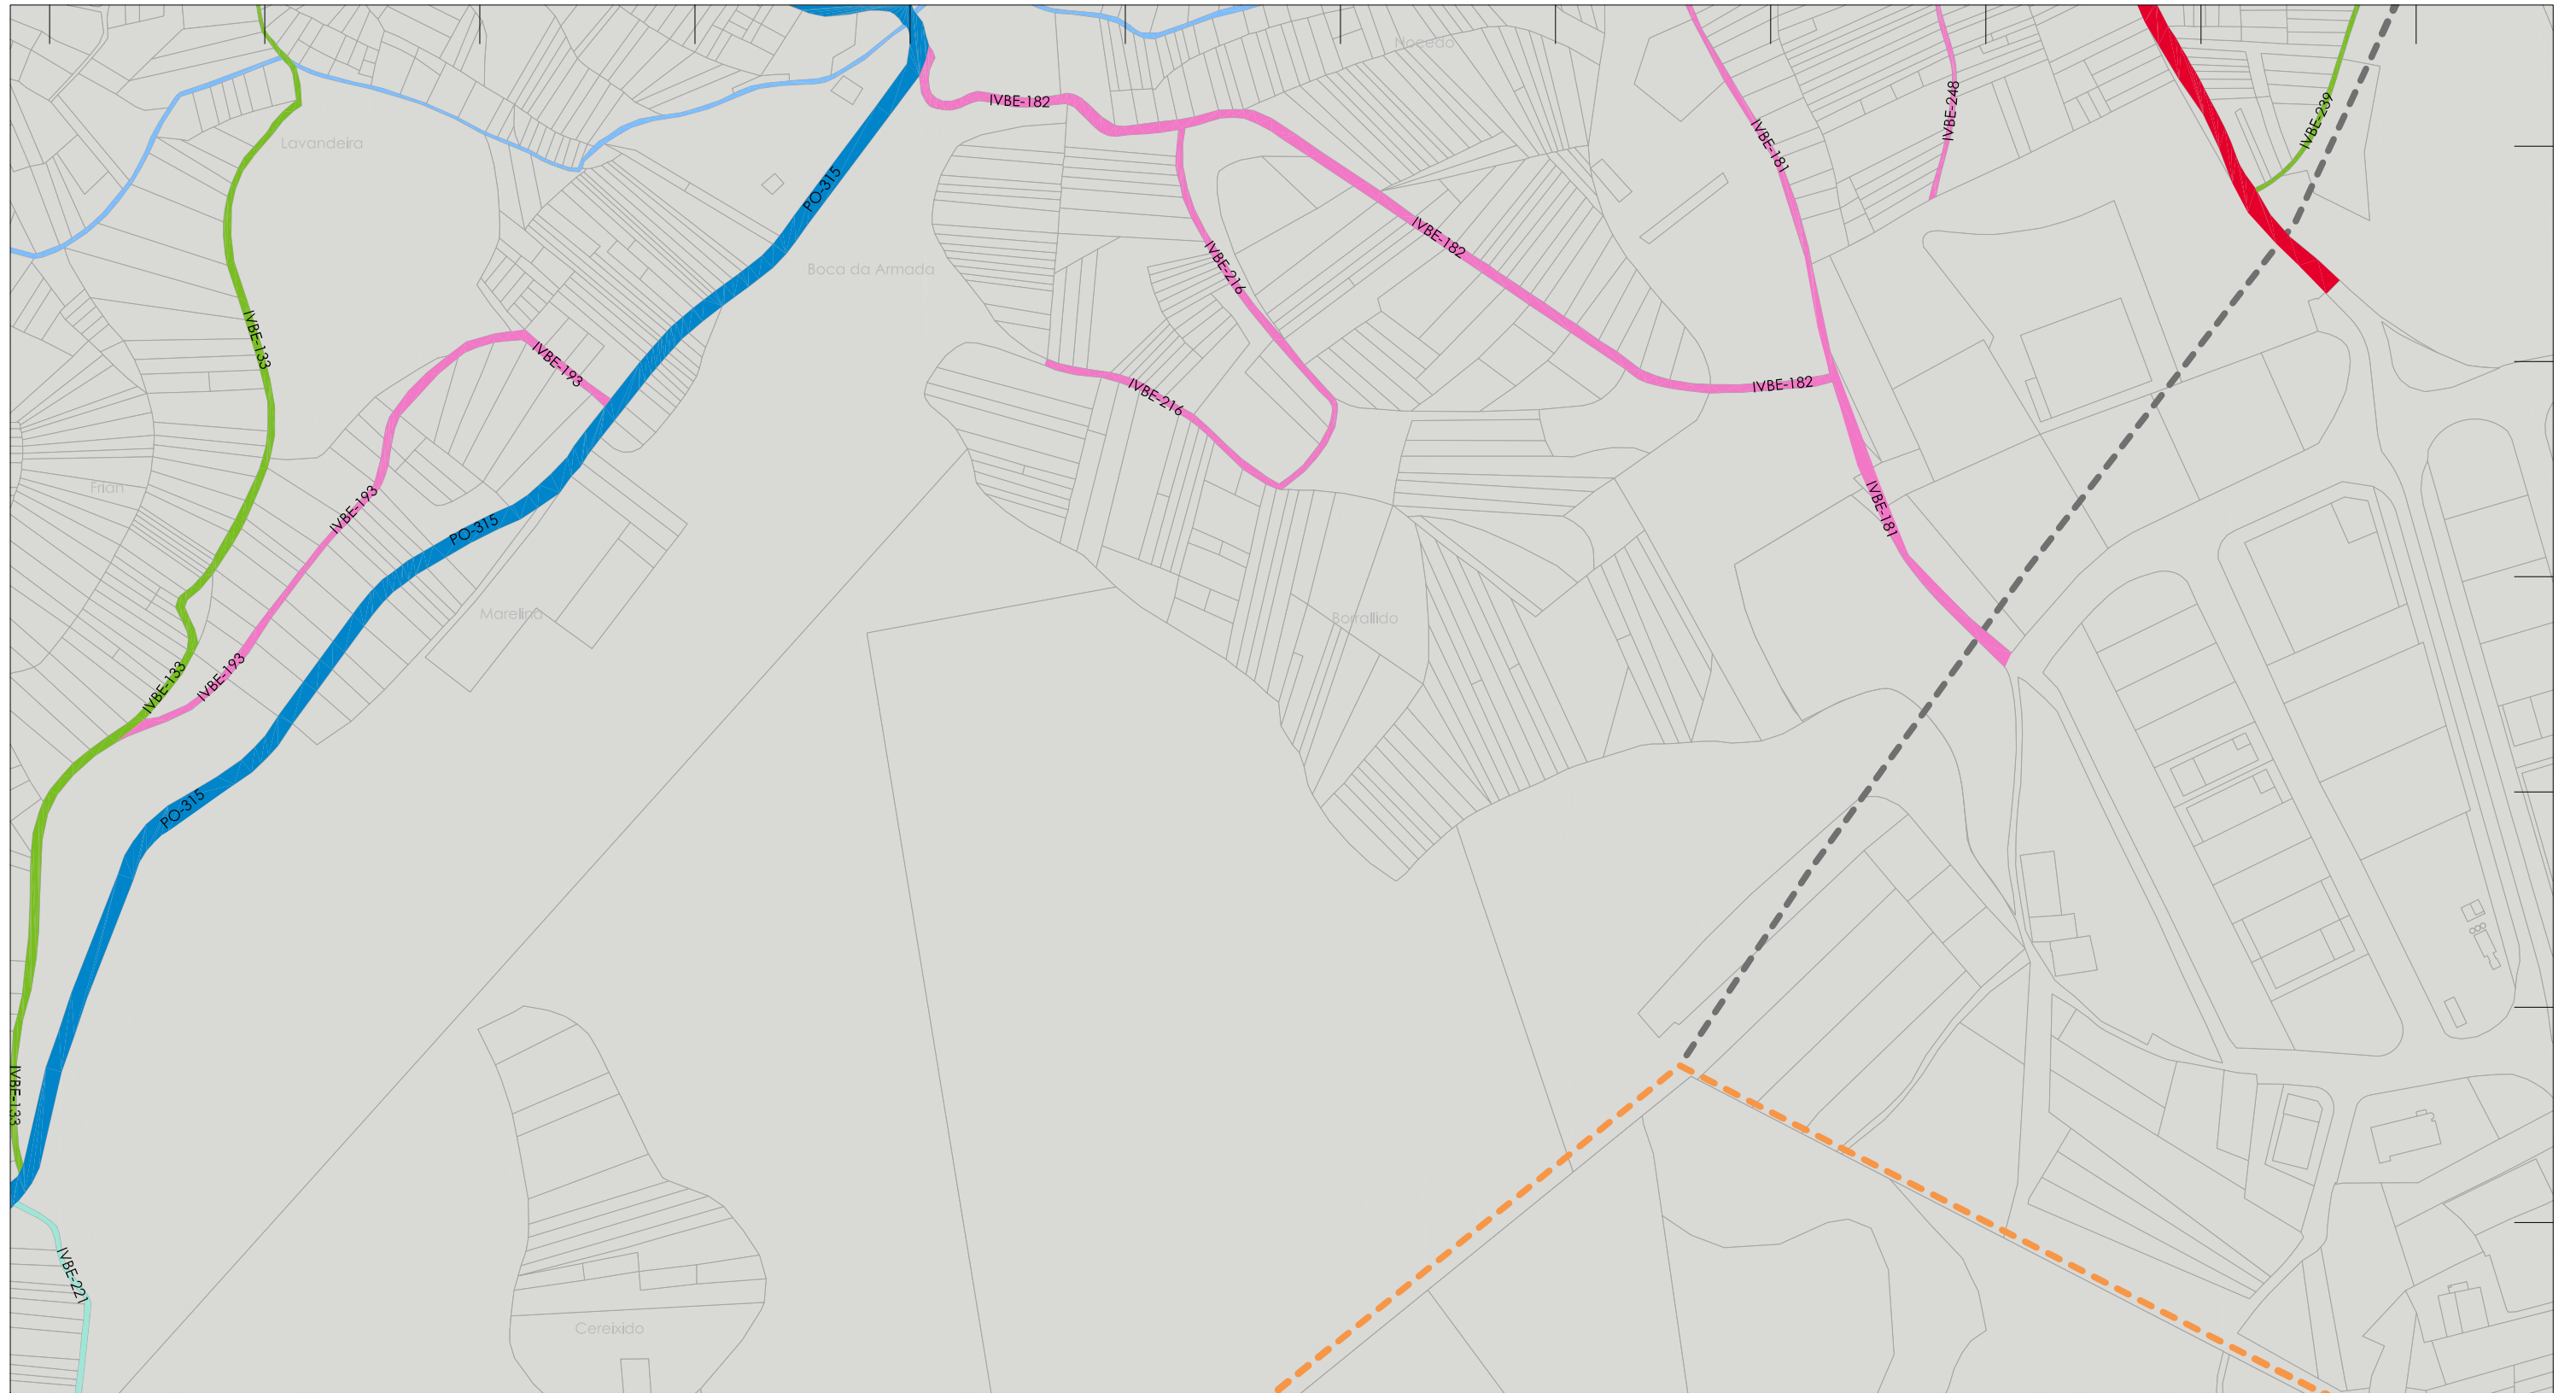 Nocedo
IVBE-182
IVBE-248
IVBE-239
IVBE-181
Lavandeira
PO-315
IVBE-182
IVBE-216
Boca da Armada
IVBE-133
IVBE-193
IVBE-182
IVBE-216
Frian
IVBE-193
IVBE-181
PO-315
Marelina
Borrallido
IVBE-193
IVBE-133
PO-315
IVBE-133
IVBE-221
Cereixido